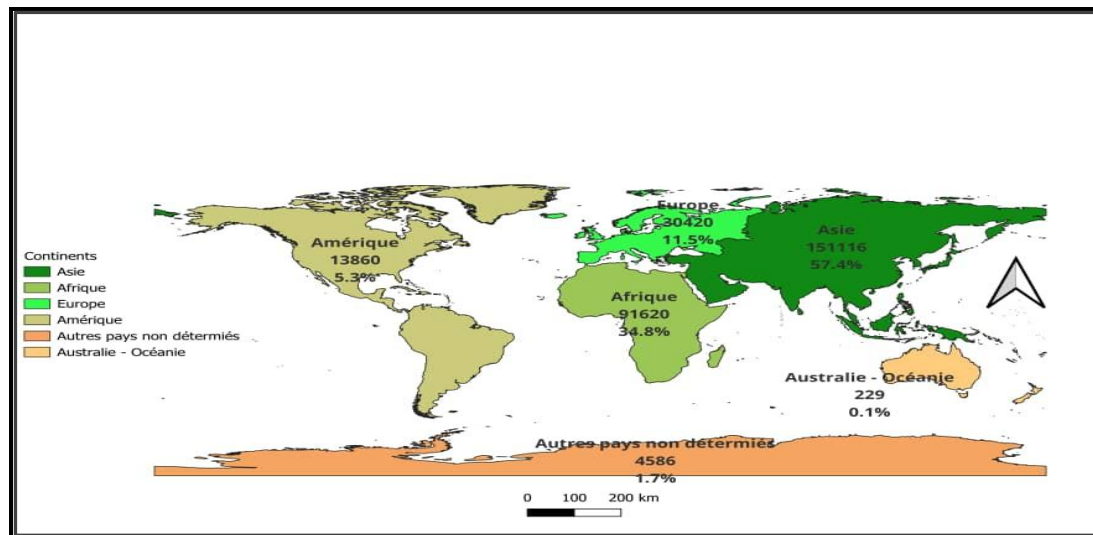 Europe
30420
11.5%
Amérique
13860
5.3%
Asie
151116
57.4%
Continents
Asie
Afrique
Europe
Amérique
Autres pays non détermiés
Australie - Océanie
Afrique
91620
34.8%
Australie - Océanie
229
0.1%
Autres pays non détermiés
4586
1.7%
0 100 200 km